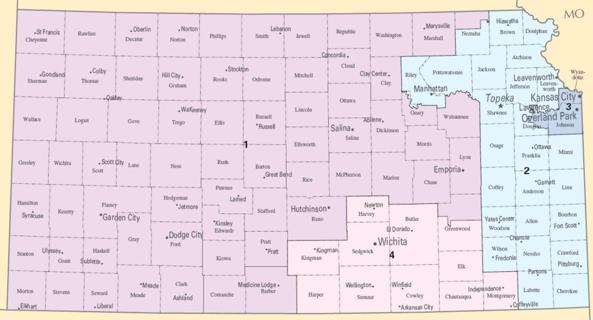 MO
St Francis
Cheyenne
Rawlins
Oberlin
Decatur
Norton
Norton
Phillips
Smith
Lebanon
Jewell
Republic
Washington
Marysville
Marshall
Nemaha
Hiawatha
Brown
Doniphan
Goodland
Sherman
Colby
Thomas
Sheridan
Hill City
Graham
Stockton
Rooks
Osborne
Mitchell
Concordia
Cloud
Clay Center
Clay
Riley
Pottawatomie
Jackson
Atchison
Leavenworth
Jefferson
Leaven-
worth
Wyan-
dotte
Manhattan
Topeka
Shawnee
Kansas City
3
Lawrence
Douglas
Overland Park
Johnson
Oakley
Wallace
Logan
Gove
WaKeeney
Trego
Ellis
Russell
Russell
Lincoln
Ottawa
Salina
Saline
Abilene
Dickinson
Geary
Wabaunsee
Morris
Osage
Ottawa
Franklin
Miami
1
2
Greeley
Wichita
Scott City
Scott
Lane
Ness
Rush
Barton
Great Bend
Ellsworth
Rice
McPherson
Marion
Chase
Lyon
Emporia
Coffey
Garnett
Anderson
Linn
Hamilton
Syracuse
Kearny
Finney
Garden City
Hodgeman
Jetmore
Pawnee
Larned
Stafford
Hutchinson
Reno
Newton
Harvey
Butler
El Dorado
Greenwood
Yates Center
Woodson
Allen
Bourbon
Fort Scott
Stanton
Ulysses
Grant
Haskell
Sublette
Gray
Dodge City
Ford
Kinsley
Edwards
Kiowa
Pratt
Pratt
Kingman
Kingman
Sedgwick
Wichita
4
Elk
Wilson
Fredonia
Chanute
Neosho
Crawford
Pittsburg
Morton
Elkhart
Stevens
Seward
Liberal
Meade
Meade
Clark
Ashland
Comanche
Medicine Lodge
Barber
Harper
Wellington
Sumner
Winfield
Cowley
Arkansas City
Chautauqua
Independence
Montgomery
Coffeyville
Parsons
Labette
Cherokee